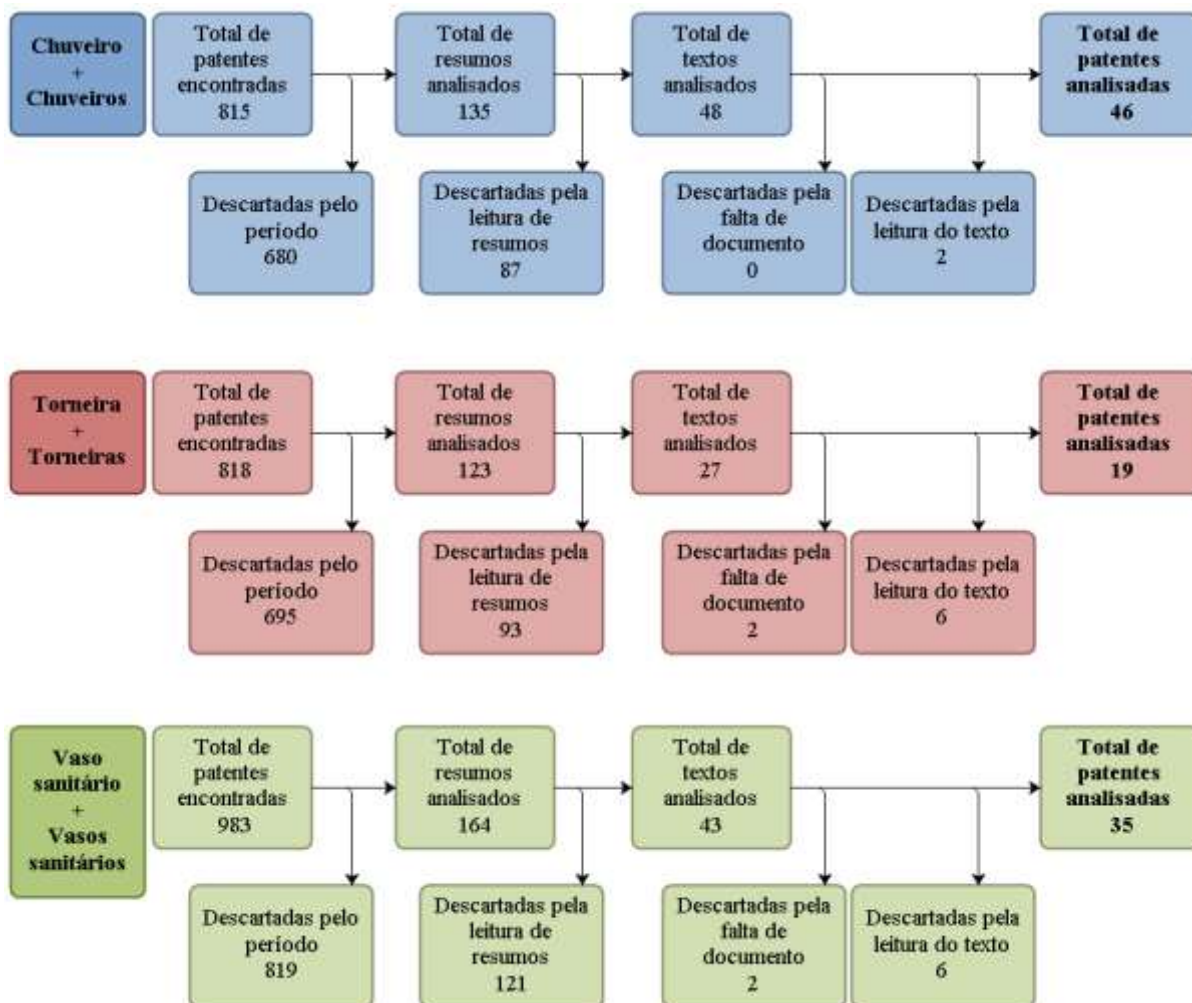 Chuveiro
+
Chuveiros
Total de
patentes
encontradas
815
Total de
resumos
analisados
135
Total de
textos
analisados
48
Total de
patentes
analisadas
46
Descartadas pelo
período
680
Descartadas pela
leitura de
resumos
87
Descartadas pela
falta de
documento
0
Descartadas pela
leitura do texto
2
Torneira
+
Torneiras
Total de
patentes
encontradas
818
Total de
resumos
analisados
123
Total de
textos
analisados
27
Total de
patentes
analisadas
19
Descartadas pelo
período
695
Descartadas pela
leitura de
resumos
93
Descartadas pela
falta de
documento
2
Descartadas pela
leitura do texto
6
Vaso
sanitário
+
Vasos
sanitários
Total de
patentes
encontradas
983
Total de
resumos
analisados
164
Total de
textos
analisados
43
Total de
patentes
analisadas
35
Descartadas pelo
período
819
Descartadas pela
leitura de
resumos
121
Descartadas pela
falta de
documento
2
Descartadas pela
leitura do texto
6